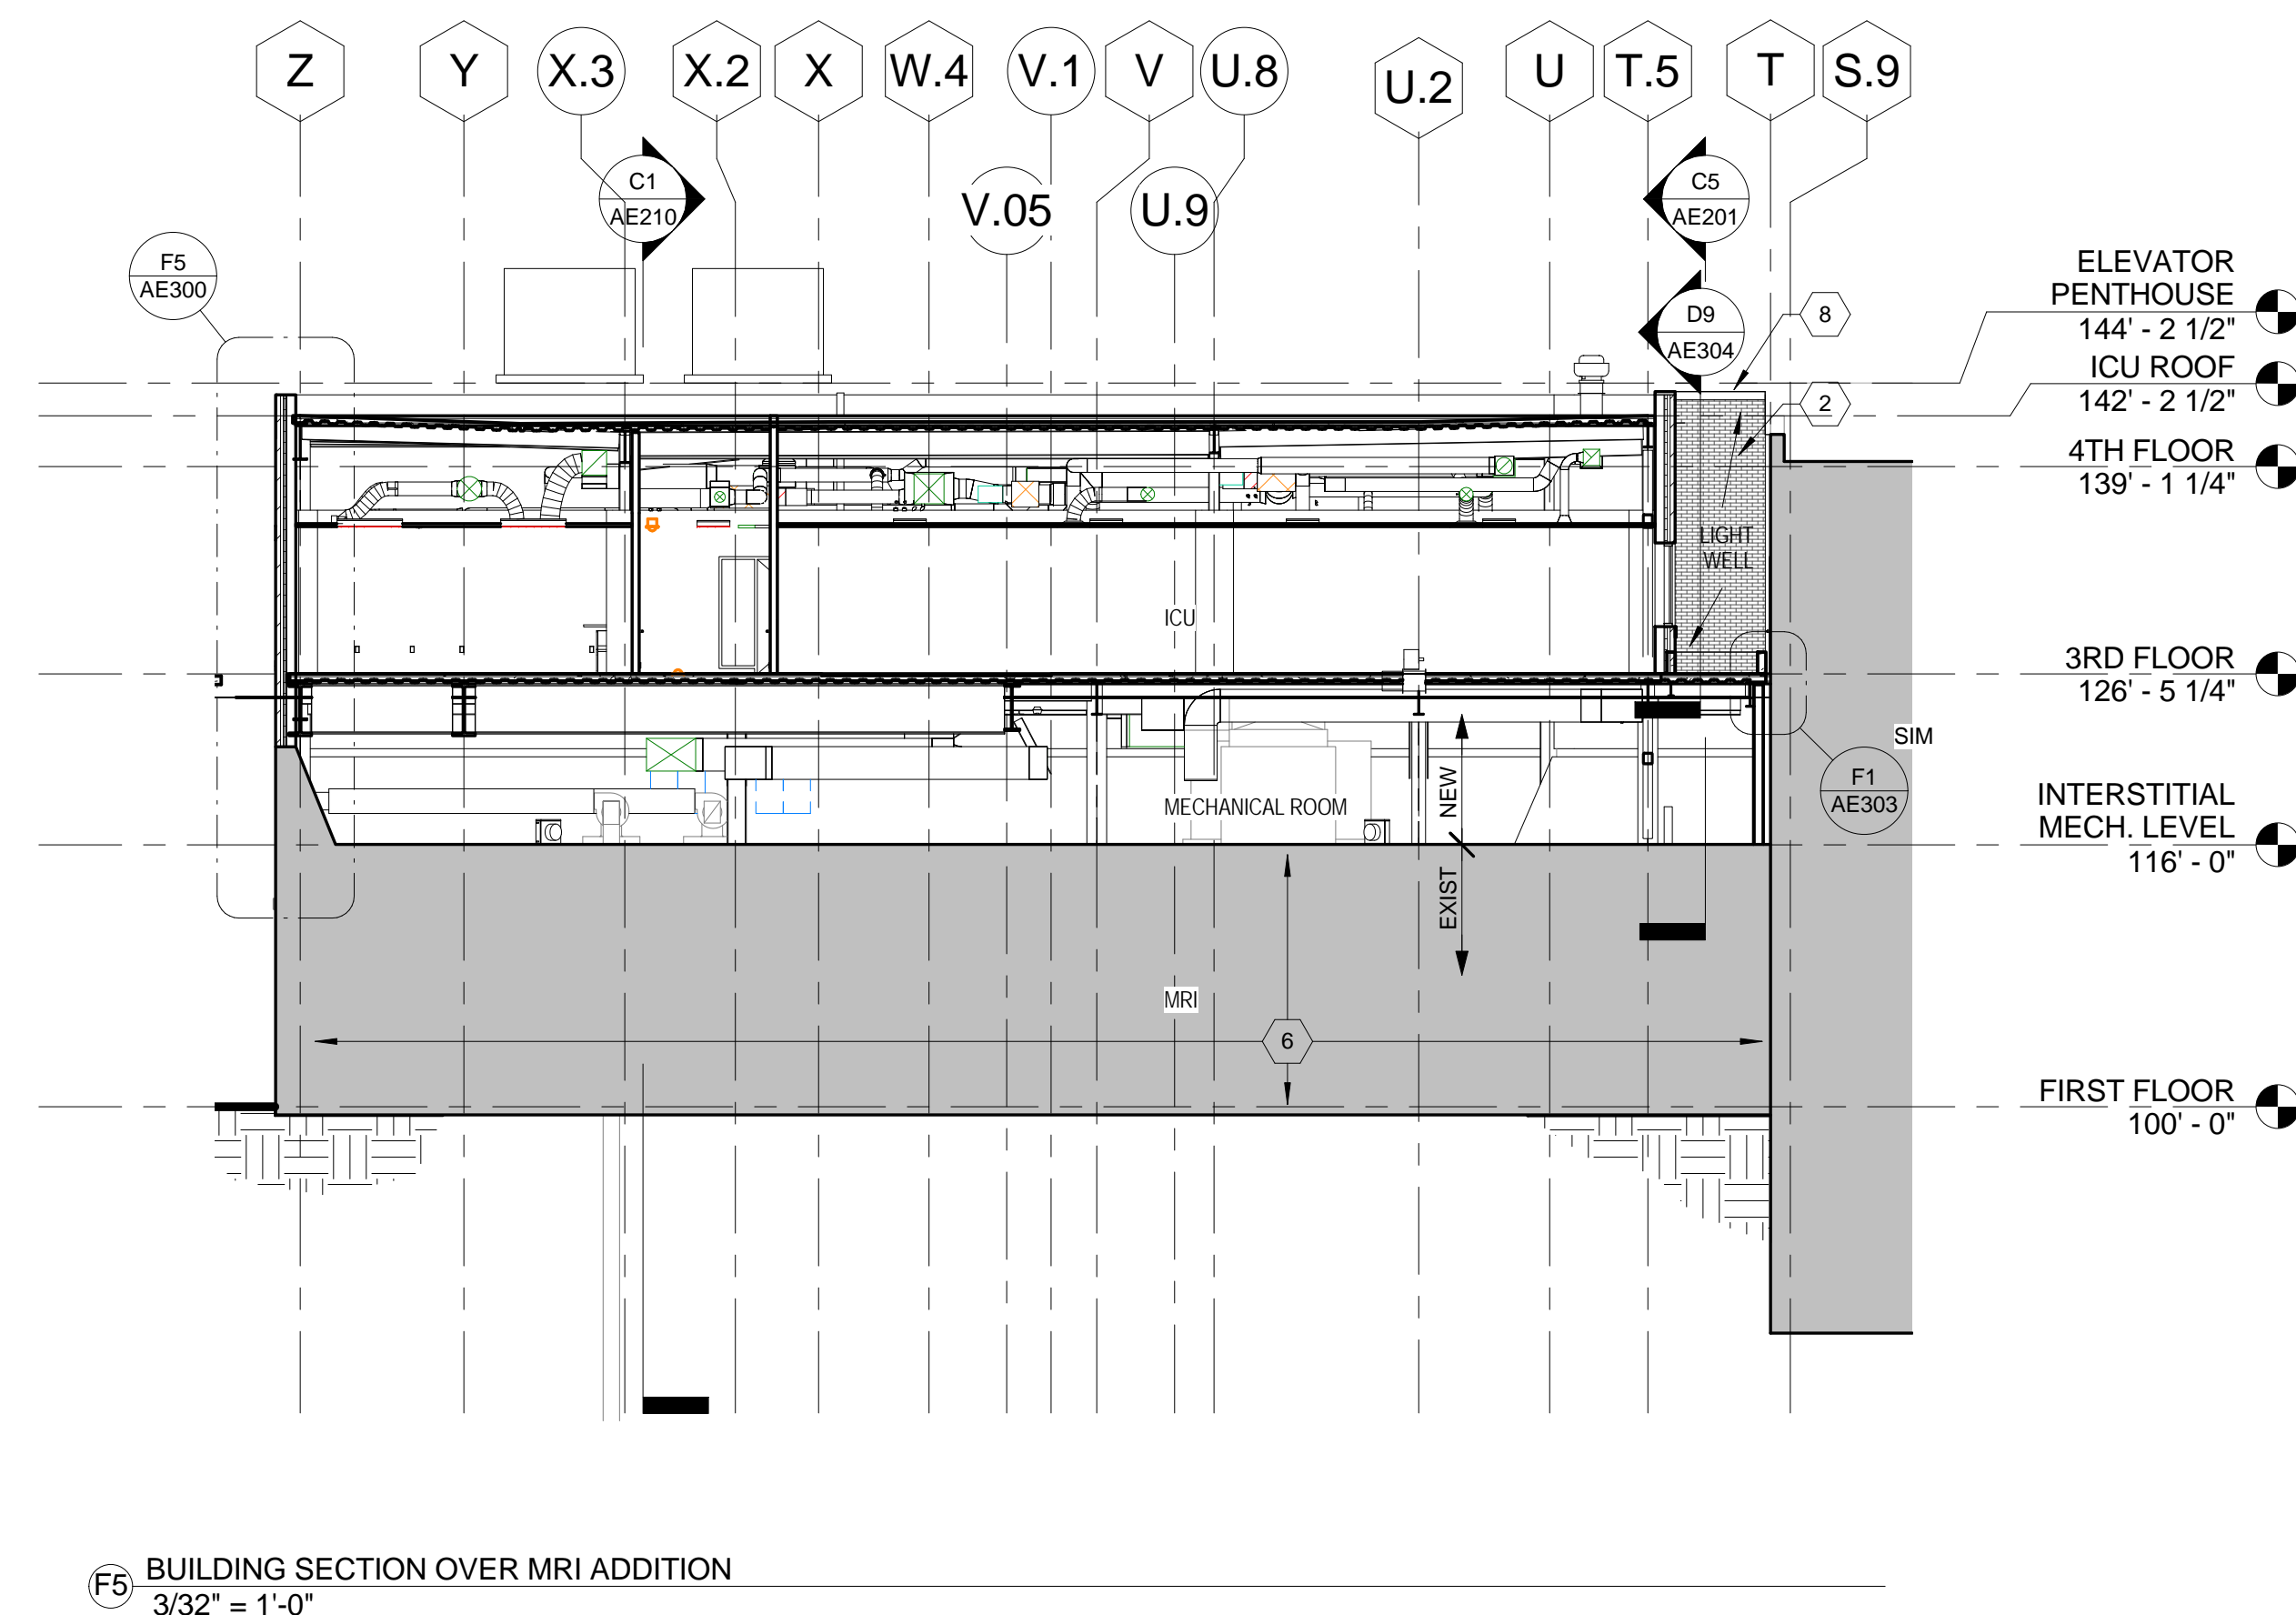 Z
Y
X.3
X.2
X
W.4
V.1
V
U.8
U.2
U
T.5
T
S.9
C1
AE210
C5
AE201
V.05
U.9
F5
AE300
D9
AE304
8
2
ELEVATOR
PENTHOUSE
144' - 2 1/2"
ICU ROOF
142' - 2 1/2"
4TH FLOOR
139' - 1 1/4"
LIGHT
WELL
ICU
3RD FLOOR
126' - 5 1/4"
SIM
F1
AE303
MECHANICAL ROOM
NEW
EXIST
INTERSTITIAL
MECH. LEVEL
116' - 0"
MRI
6
FIRST FLOOR
100' - 0"
F5
BUILDING SECTION OVER MRI ADDITION
3/32" = 1'-0"